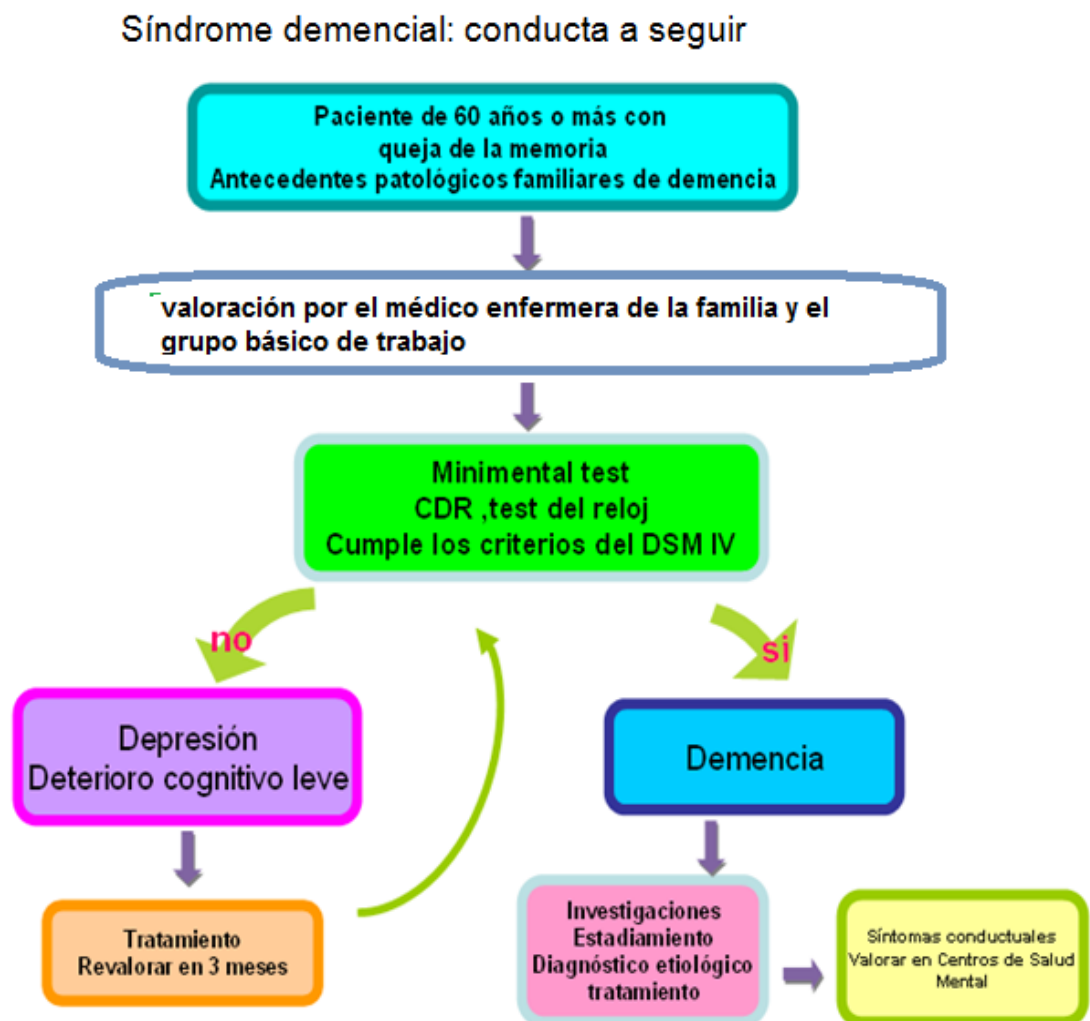 Síndrome demencial: conducta a seguir
Paciente de 60 años o más con
queja de la memoria
Antecedentes patológicos familiares de demencia
valoración por el médico enfermera de la familia y el
grupo básico de trabajo
Minimental test
CDR ,test del reloj
Cumple los criterios del DSM IV
no
si
Depresión
Deterioro cognitivo leve
Demencia
Tratamiento
Revalorar en 3 meses
Investigaciones
Estadiamiento
Diagnóstico etiológico
tratamiento
Síntomas conductuales
Valorar en Centros de Salud
Mental